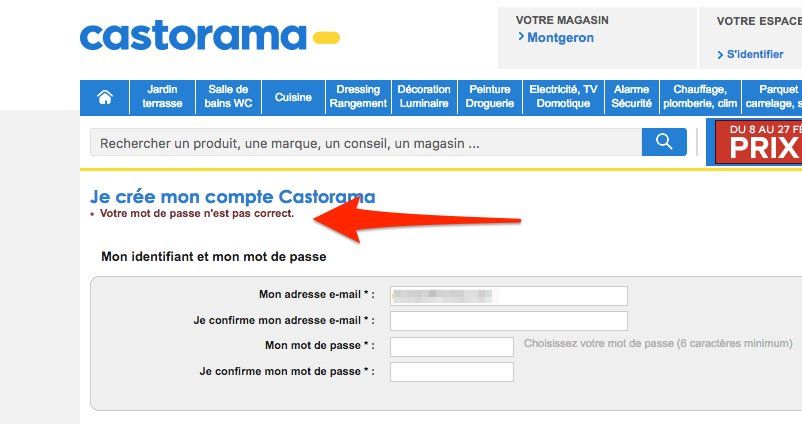 castorama
VOTRE MAGASIN
Montgeron
VOTRE ESPACE
S'identifier
Jardin
terrasse
Salle de
bains WC
Cuisine
Dressing
Rangement
Décoration
Luminaire
Peinture
Droguerie
Electricité, TV
Domotique
Alarme
Sécurité
Chauffage,
plomberie, clim
Parquet
carrelage, s
Rechercher un produit, une marque, un conseil, un magasin ...
DU 8 AU 27 FÉ
PRIX
Je crée mon compte Castorama
• Votre mot de passe n'est pas correct.
Mon identifiant et mon mot de passe
Mon adresse e-mail * :
Je confirme mon adresse e-mail * :
Mon mot de passe * :
Choisissez votre mot de passe (6 caractères minimum)
Je confirme mon mot de passe * :